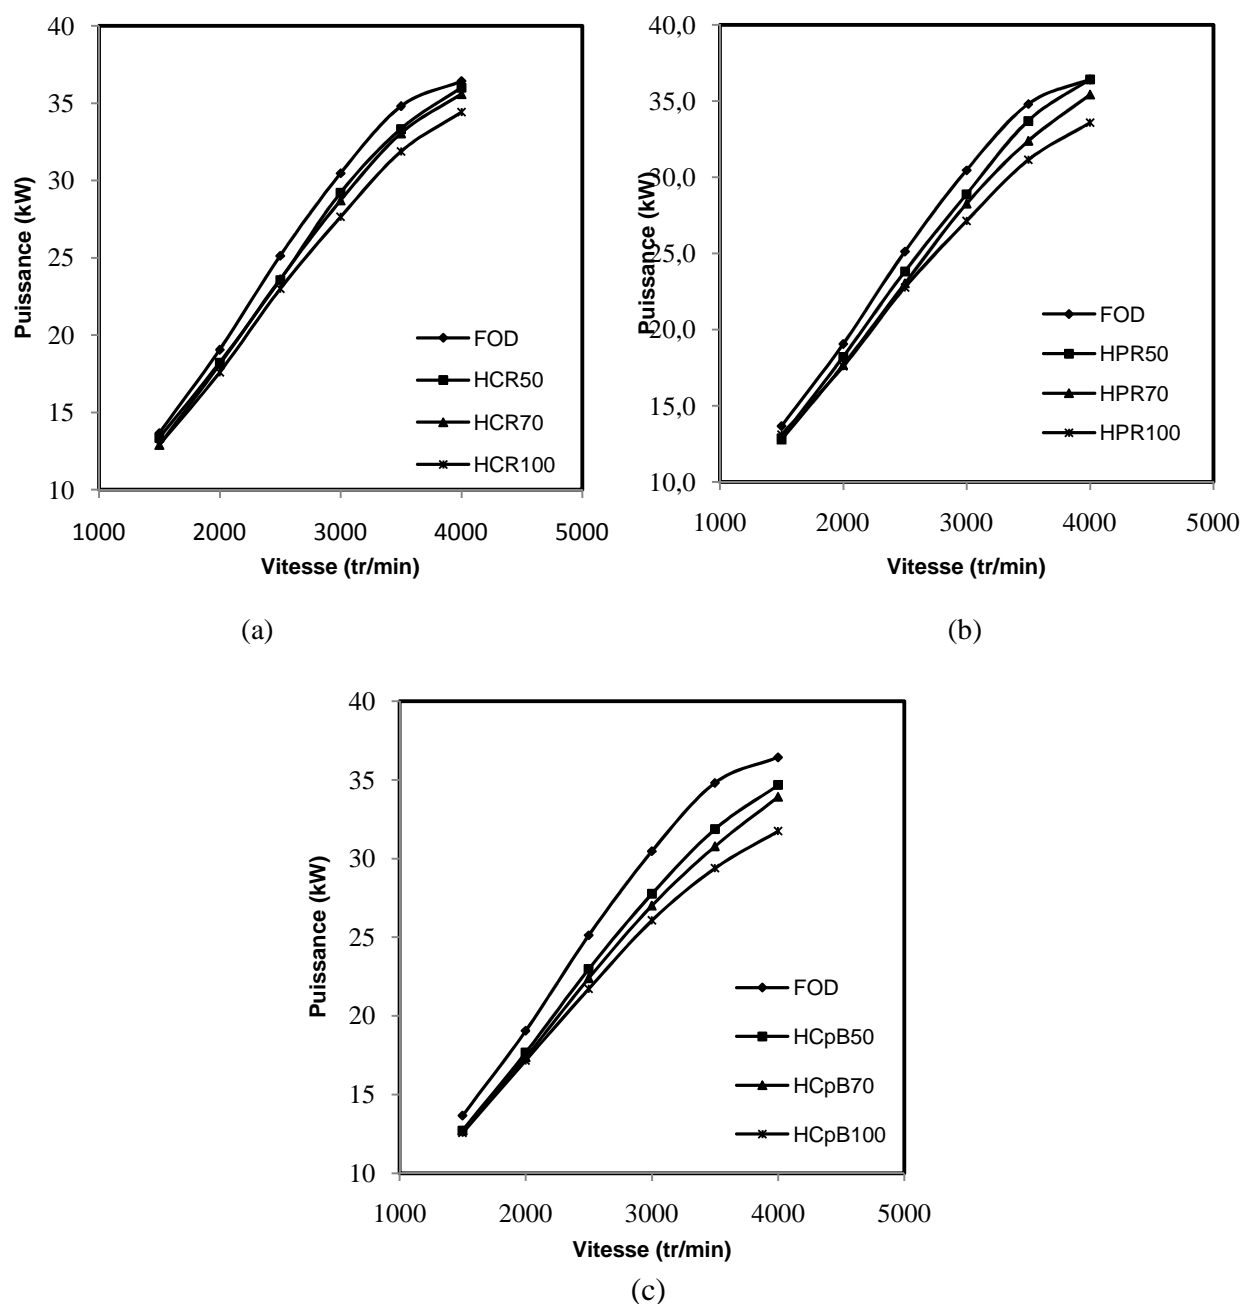 40
35
30
25
20
15
10
Puissance (kW)
FOD
HCR50
HCR70
HCR100
1000 2000 3000 4000 5000
Vitesse (tr/min)
(a)
40,0
35,0
30,0
25,0
20,0
15,0
10,0
Puissance (kW)
FOD
HPR50
HPR70
HPR100
1000 2000 3000 4000 5000
Vitesse (tr/min)
(b)
40
35
30
25
20
15
10
Puissance (kW)
FOD
HCpB50
HCpB70
HCpB100
1000 2000 3000 4000 5000
Vitesse (tr/min)
(c)